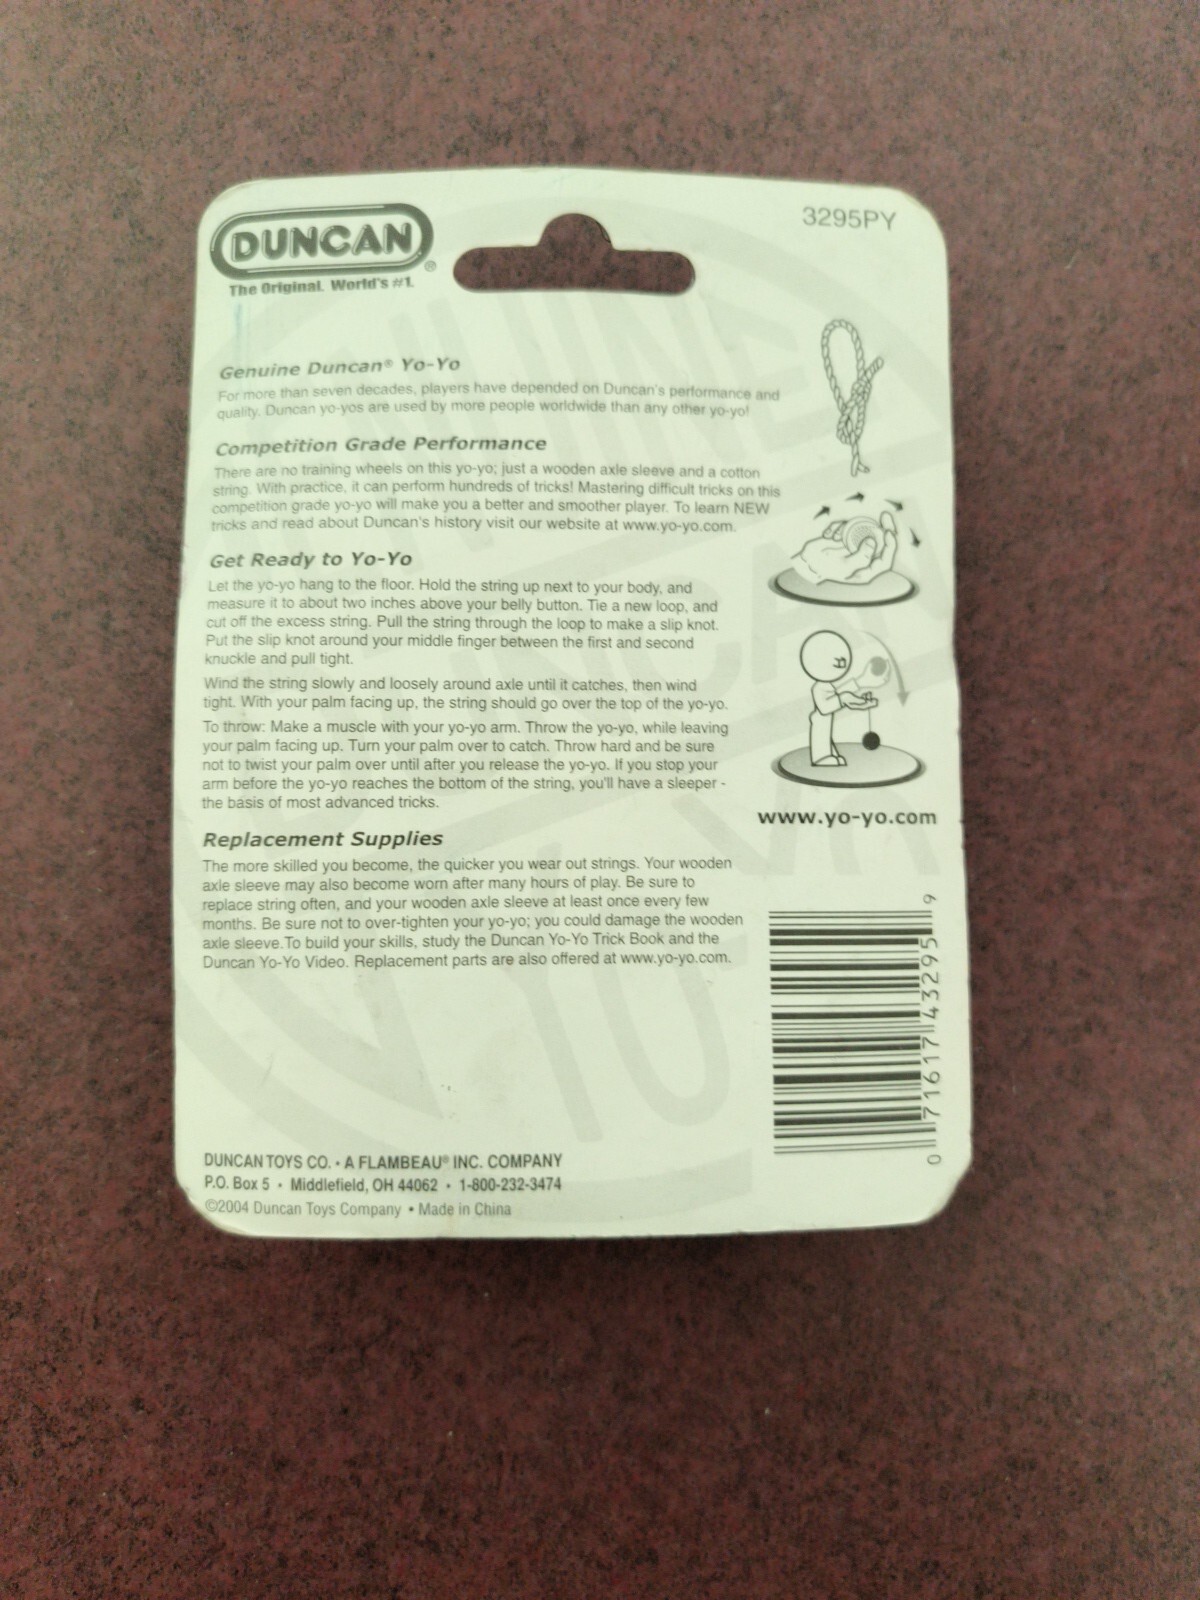 DUNCAN®
The Original. World's #1.
3295PY
Genuine Duncan® Yo-Yo
For more than seven decades, players have depended on Duncan's performance and
quality. Duncan yo-yos are used by more people worldwide than any other yo-yo!
Competition Grade Performance
There are no training wheels on this yo-yo; just a wooden axle sleeve and a cotton
string. With practice, it can perform hundreds of tricks! Mastering difficult tricks on this
competition grade yo-yo will make you a better and smoother player. To learn NEW
tricks and read about Duncan's history visit our website at www.yo-yo.com.
Get Ready to Yo-Yo
Let the yo-yo hang to the floor. Hold the string up next to your body, and
measure it to about two inches above your belly button. Tie a new loop, and
cut off the excess string. Pull the string through the loop to make a slip knot.
Put the slip knot around your middle finger between the first and second
knuckle and pull tight.
Wind the string slowly and loosely around axle until it catches, then wind
tight. With your palm facing up, the string should go over the top of the yo-yo.
To throw: Make a muscle with your yo-yo arm. Throw the yo-yo, while leaving
your palm facing up. Turn your palm over to catch. Throw hard and be sure
not to twist your palm over until after you release the yo-yo. If you stop your
arm before the yo-yo reaches the bottom of the string, you'll have a sleeper -
the basis of most advanced tricks.
Replacement Supplies
The more skilled you become, the quicker you wear out strings. Your wooden
axle sleeve may also become worn after many hours of play. Be sure to
replace string often, and your wooden axle sleeve at least once every few
months. Be sure not to over-tighten your yo-yo; you could damage the wooden
axle sleeve.To build your skills, study the Duncan Yo-Yo Trick Book and the
Duncan Yo-Yo Video. Replacement parts are also offered at www.yo-yo.com.
www.yo-yo.com
0 71617 43295 9
DUNCAN TOYS CO. • A FLAMBEAU® INC. COMPANY
P.O. Box 5 • Middlefield, OH 44062 • 1-800-232-3474
©2004 Duncan Toys Company • Made in China